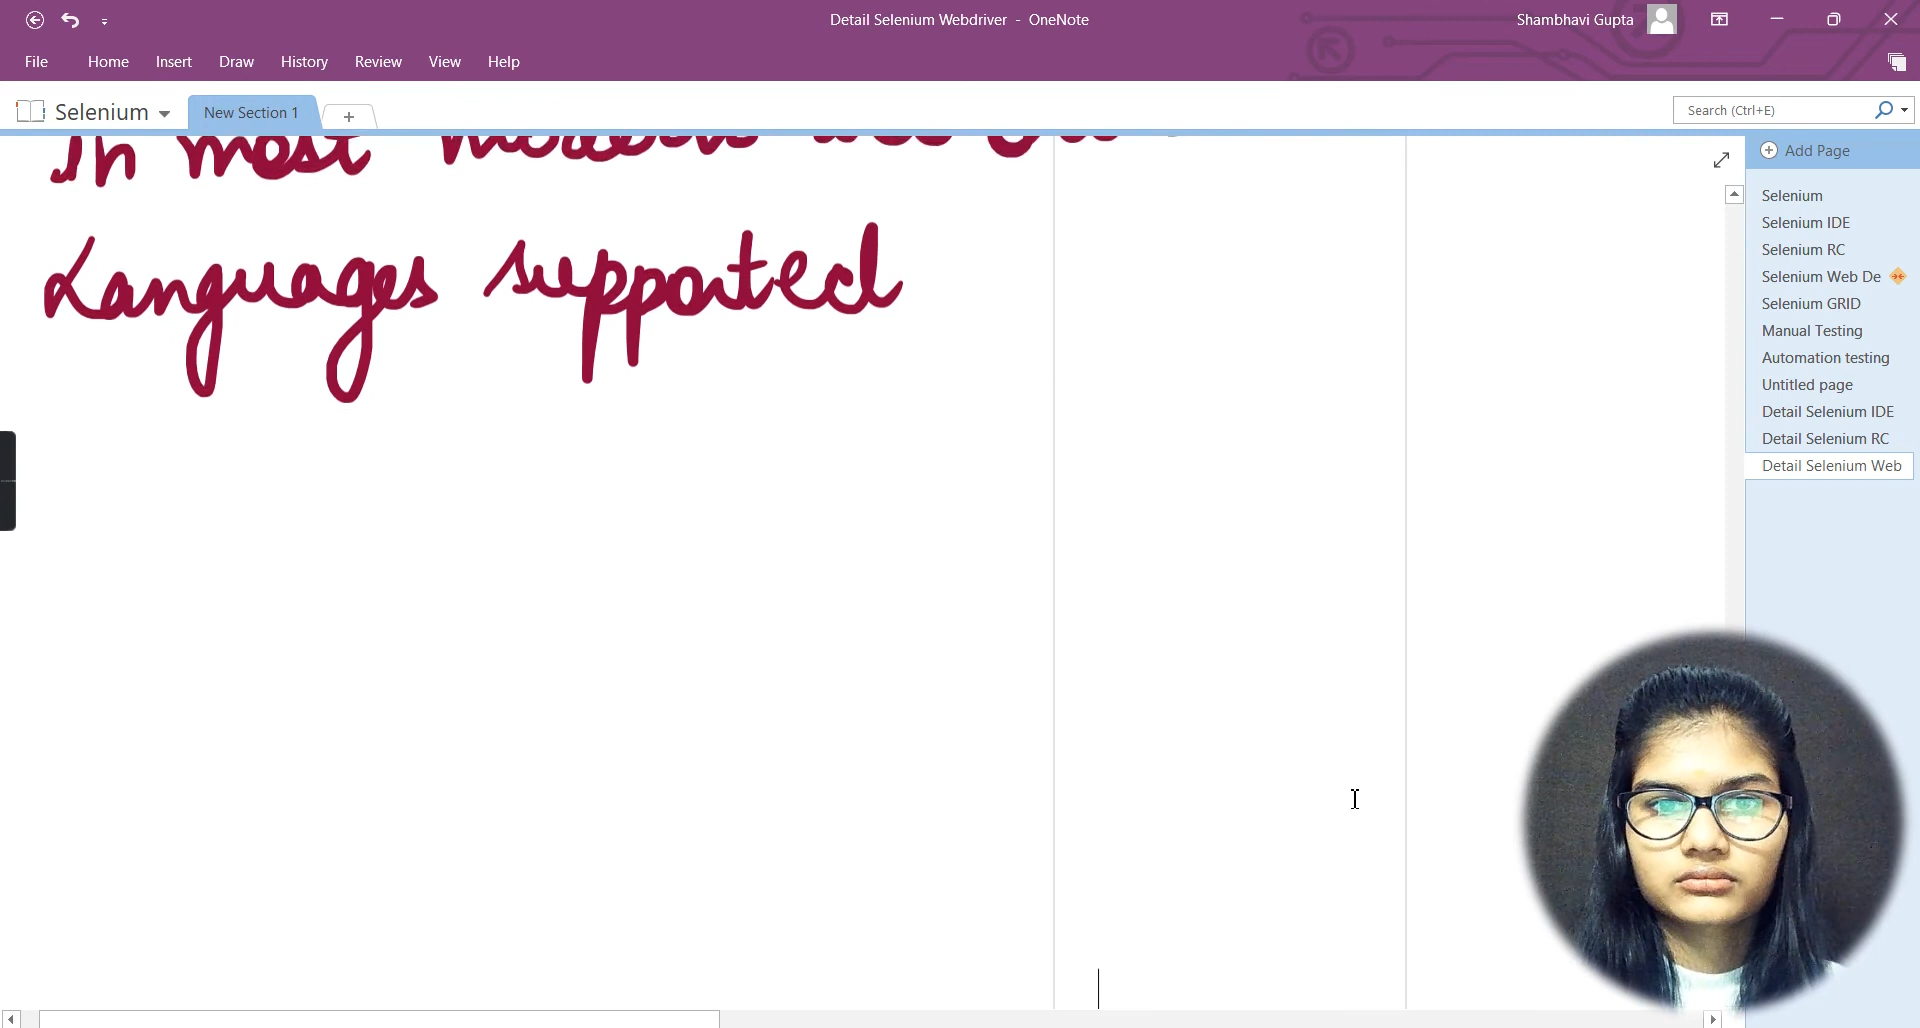 Detail Selenium Webdriver - OneNote
Shambhavi Gupta
File Home Insert Draw History Review View Help
Selenium
New Section 1
+
Search (Ctrl+E)
Add Page
In most
Languages supported
Selenium
Selenium IDE
Selenium RC
Selenium Web De
Selenium GRID
Manual Testing
Automation testing
Untitled page
Detail Selenium IDE
Detail Selenium RC
Detail Selenium Web